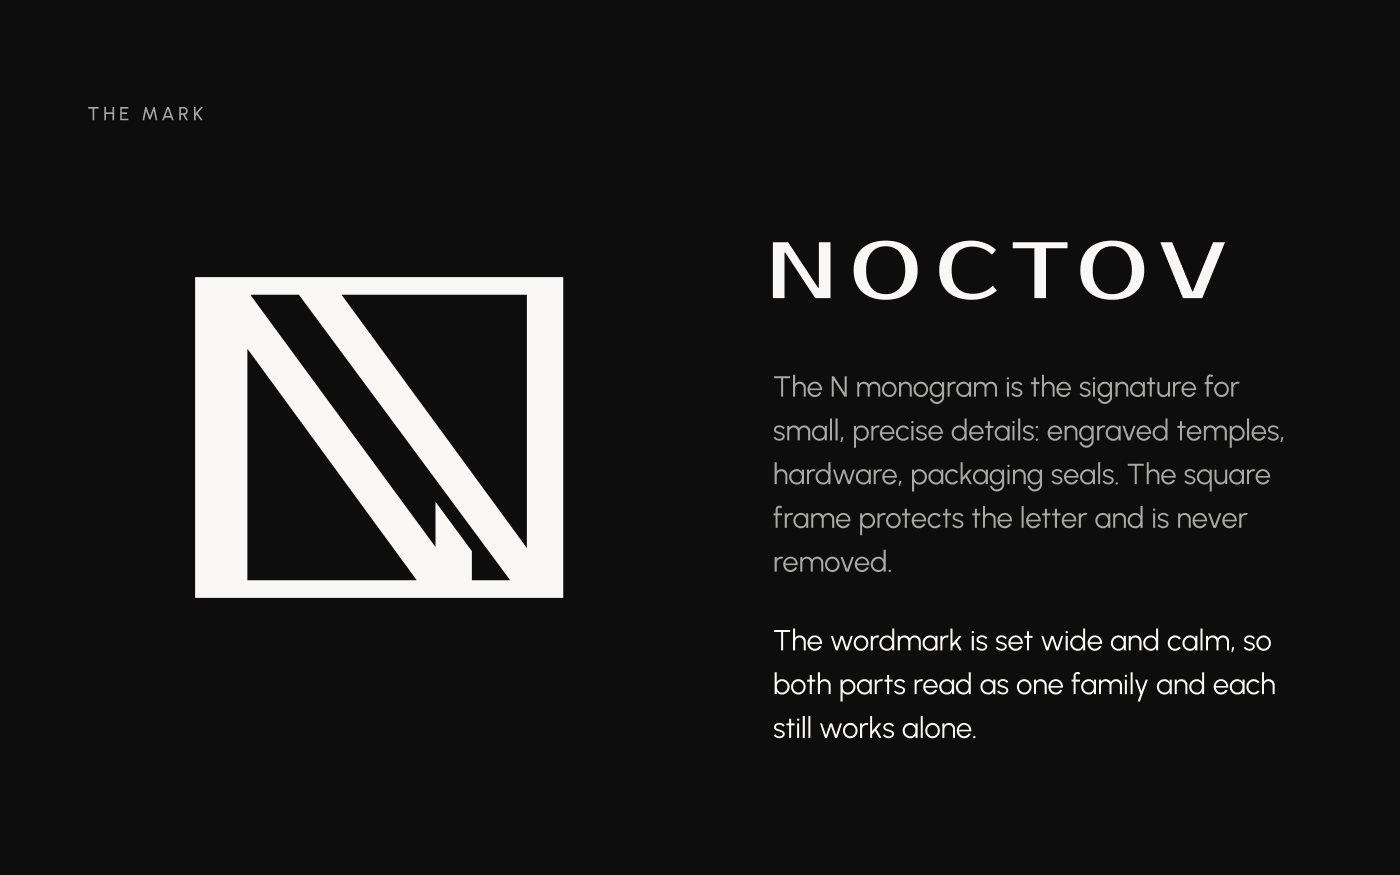 THE MARK
NOCTOV
The N monogram is the signature for
small, precise details: engraved temples,
hardware, packaging seals. The square
frame protects the letter and is never
removed.
The wordmark is set wide and calm, so
both parts read as one family and each
still works alone.